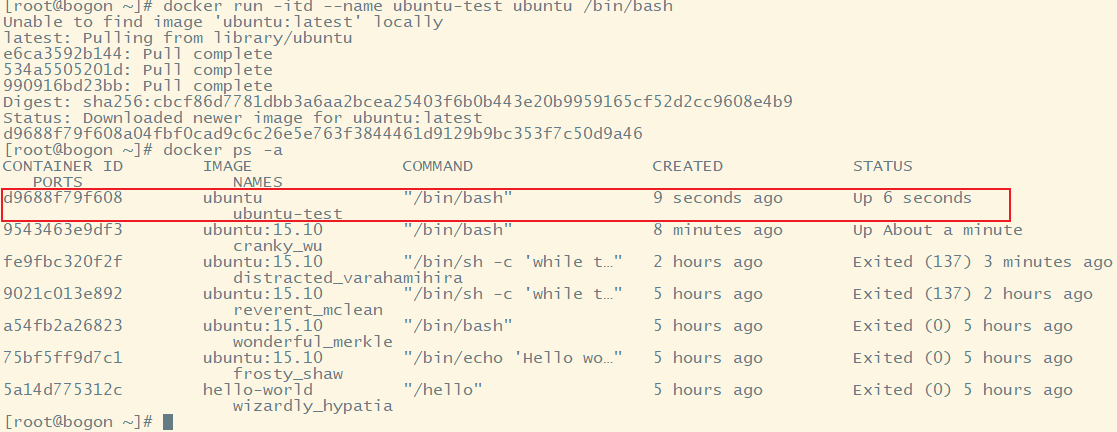 [root@bogon ~]# docker run -itd --name ubuntu-test ubuntu /bin/bash
Unable to find image 'ubuntu:latest' locally
latest: Pulling from library/ubuntu
e6ca3592b144: Pull complete
534a5505201d: Pull complete
990916bd23bb: Pull complete
Digest: sha256:cbcf86d7781dbb3a6aa2bcea25403f6b0b443e20b9959165cf52d2cc9608e4b9
Status: Downloaded newer image for ubuntu:latest
d9688f79f608a04fbf0cad9c6c26e5e763f3844461d9129b9bc353f7c50d9a46
[root@bogon ~]# docker ps -a
CONTAINER ID        IMAGE               COMMAND                  CREATED             STATUS
   PORTS               NAMES
d9688f79f608        ubuntu              "/bin/bash"              9 seconds ago       Up 6 seconds
                       ubuntu-test
9543463e9df3        ubuntu:15.10        "/bin/bash"              8 minutes ago       Up About a minute
                       cranky_wu
fe9fbc320f2f        ubuntu:15.10        "/bin/sh -c 'while t…"   2 hours ago         Exited (137) 3 minutes ago
                       distracted_varahamihira
9021c013e892        ubuntu:15.10        "/bin/sh -c 'while t…"   5 hours ago         Exited (137) 2 hours ago
                       reverent_mclean
a54fb2a26823        ubuntu:15.10        "/bin/bash"              5 hours ago         Exited (0) 5 hours ago
                       wonderful_merkle
75bf5ff9d7c1        ubuntu:15.10        "/bin/echo 'Hello wo…"   5 hours ago         Exited (0) 5 hours ago
                       frosty_shaw
5a14d775312c        hello-world         "/hello"                 5 hours ago         Exited (0) 5 hours ago
                       wizardly_hypatia
[root@bogon ~]#